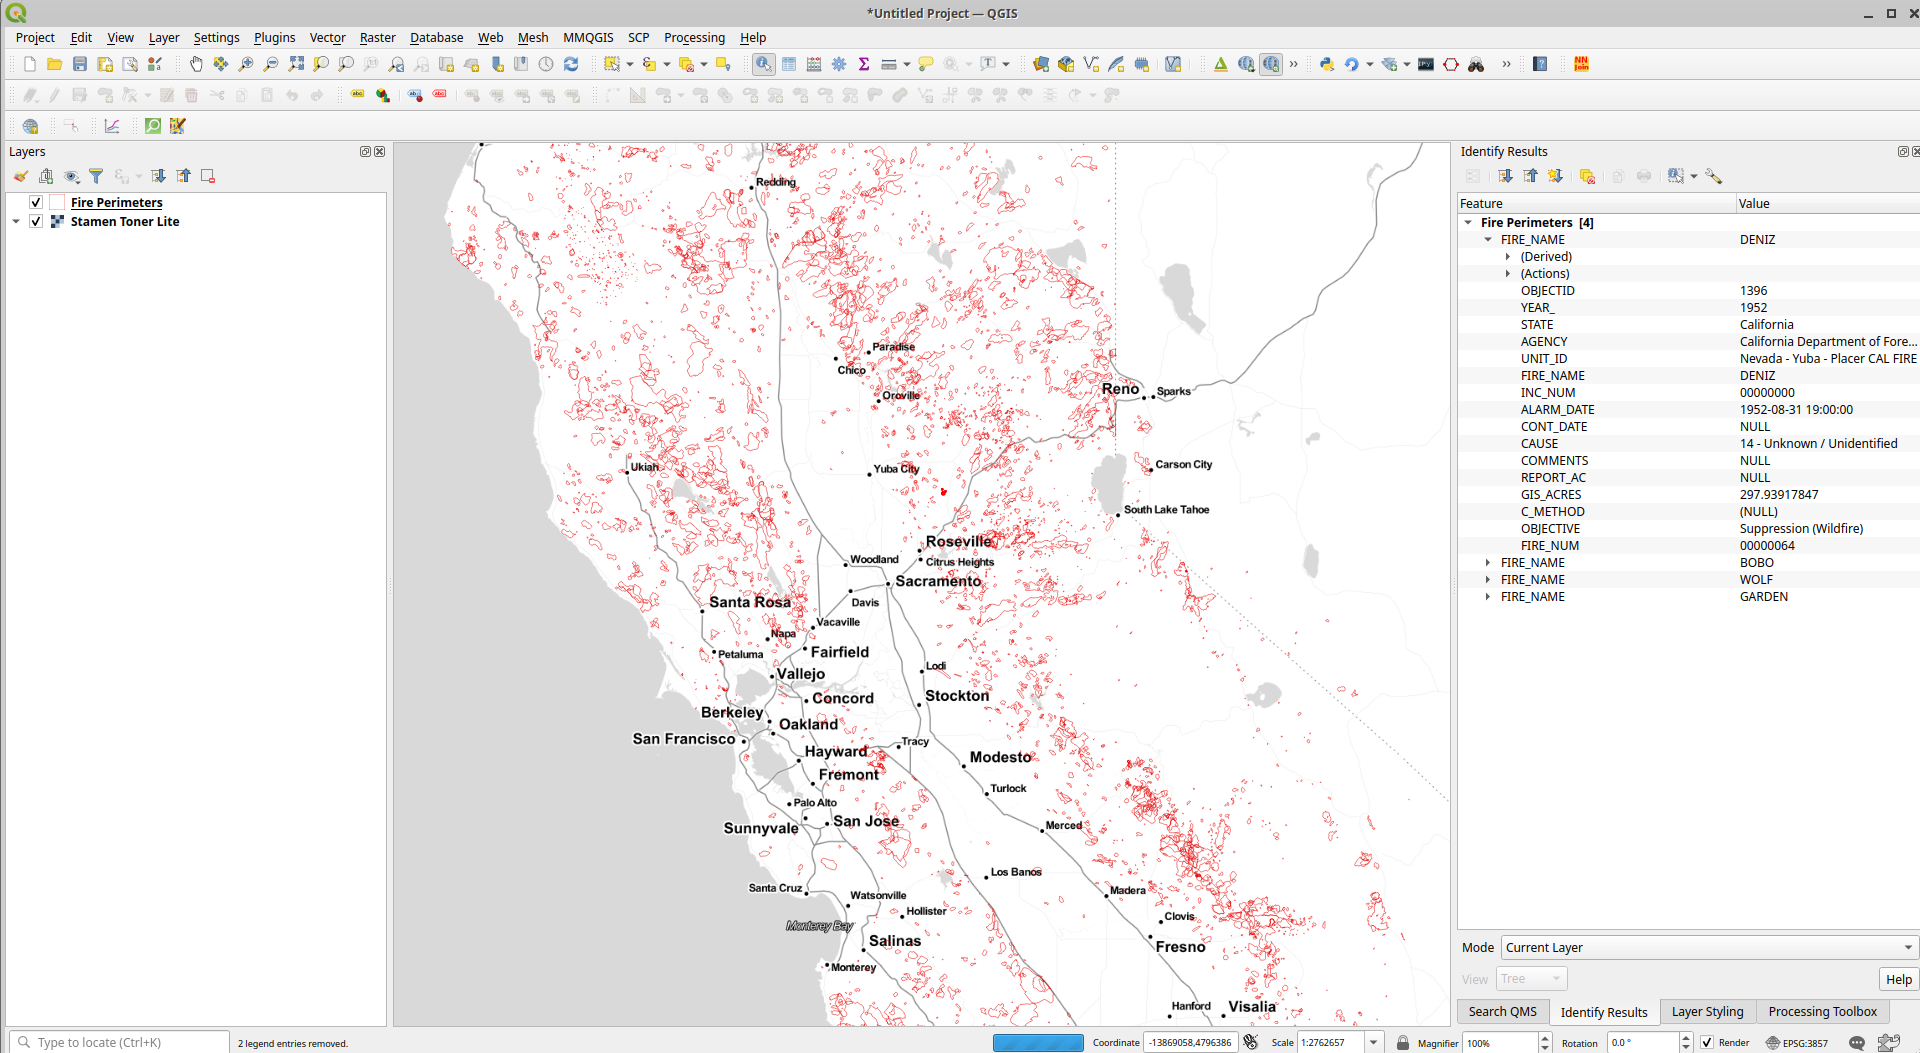 *Untitled Project — QGIS
Project Edit View Layer Settings Plugins Vector Raster Database Web Mesh MMQGIS SCP Processing Help
Layers
Fire Perimeters
Stamen Toner Lite
Redding
Paradise
Chico
Oroville
Reno
Sparks
Ukiah
Yuba City
Carson City
South Lake Tahoe
Roseville
Woodland
Citrus Heights
Sacramento
Davis
Santa Rosa
Vacaville
Napa
Petaluma
Fairfield
Lodi
Vallejo
Concord
Stockton
Berkeley
Oakland
San Francisco
Tracy
Hayward
Modesto
Fremont
Turlock
Palo Alto
Sunnyvale
San Jose
Merced
Los Banos
Santa Cruz
Watsonville
Madera
Hollister
Clovis
Monterey Bay
Salinas
Fresno
Monterey
Hanford
Visalia
Identify Results
Feature Value
Fire Perimeters [4]
FIRE_NAME DENIZ
(Derived)
(Actions)
OBJECTID 1396
YEAR_ 1952
STATE California
AGENCY California Department of Fore...
UNIT_ID Nevada - Yuba - Placer CAL FIRE
FIRE_NAME DENIZ
INC_NUM 00000000
ALARM_DATE 1952-08-31 19:00:00
CONT_DATE NULL
CAUSE 14 - Unknown / Unidentified
COMMENTS NULL
REPORT_AC NULL
GIS_ACRES 297.93917847
C_METHOD (NULL)
OBJECTIVE Suppression (Wildfire)
FIRE_NUM 00000064
FIRE_NAME BOBO
FIRE_NAME WOLF
FIRE_NAME GARDEN
Mode Current Layer
View Tree Help
Search QMS Identify Results Layer Styling Processing Toolbox
Type to locate (Ctrl+K) 2 legend entries removed. Coordinate -13869058,4796386 Scale 1:2762657 Magnifier 100% Rotation 0.0 ° Render EPSG:3857